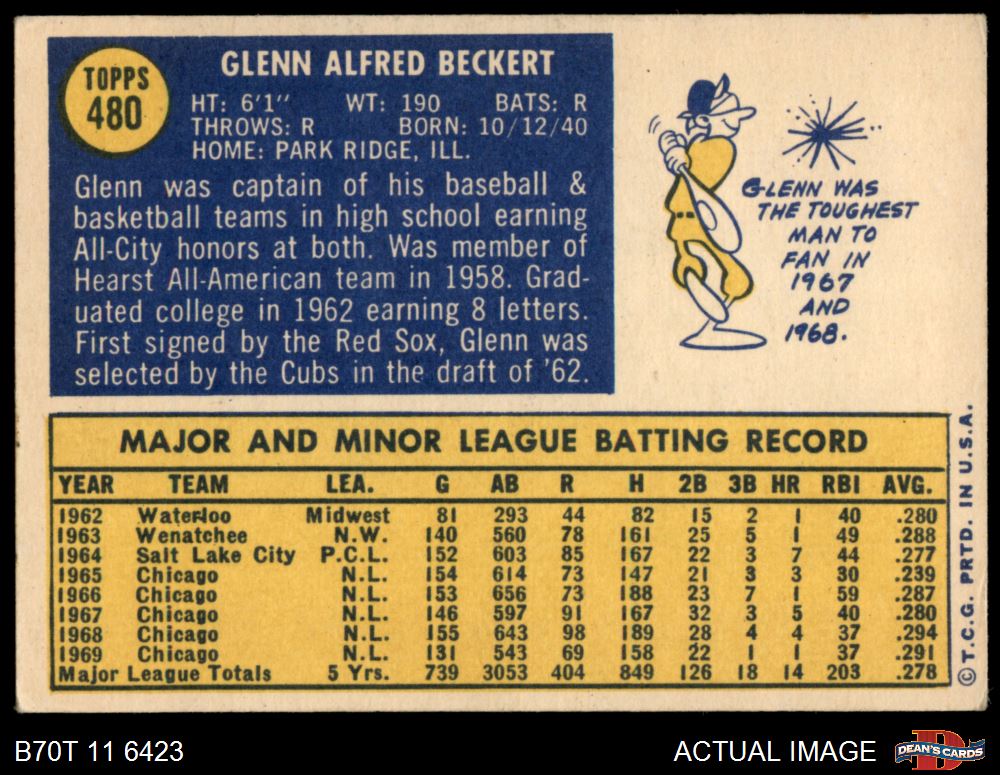 TOPPS
480
GLENN ALFRED BECKERT
HT: 6'1" WT: 190 BATS: R
THROWS: R BORN: 10/12/40
HOME: PARK RIDGE, ILL.
Glenn was captain of his baseball &
basketball teams in high school earning
All-City honors at both. Was member of
Hearst All-American team in 1958. Grad-
uated college in 1962 earning 8 letters.
First signed by the Red Sox, Glenn was
selected by the Cubs in the draft of '62.
GLENN WAS
THE TOUGHEST
MAN TO
FAN IN
1967
AND
1968.
MAJOR AND MINOR LEAGUE BATTING RECORD
YEAR TEAM LEA. G AB R H 2B 3B HR RBI AVG.
1962 Waterloo Midwest 81 293 44 82 15 2 1 40 .280
1963 Wenatchee N.W. 140 560 78 161 25 5 1 49 .288
1964 Salt Lake City P.C.L. 152 603 85 167 22 3 7 44 .277
1965 Chicago N.L. 154 614 73 147 21 3 3 30 .239
1966 Chicago N.L. 153 656 73 188 23 7 1 59 .287
1967 Chicago N.L. 146 597 91 167 32 3 5 40 .280
1968 Chicago N.L. 155 643 98 189 28 4 4 37 .294
1969 Chicago N.L. 131 543 69 158 22 1 1 37 .291
Major League Totals 5 Yrs. 739 3053 404 849 126 18 14 203 .278
© T.C.G. PRTD. IN U.S.A.
B70T 11 6423
ACTUAL IMAGE
DEAN'S CARDS